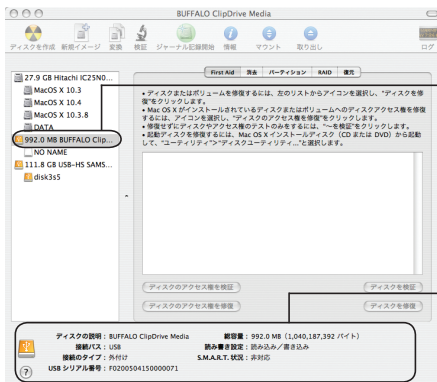 BUFFALO ClipDrive Media
ディスクを作成 新規イメージ 変換 検証 ジャーナル記録開始 情報 マウント 取り出し ログ
27.9 GB Hitachi IC25N0...
MacOS X 10.3
MacOS X 10.4
MacOS X 10.3.8
DATA
992.0 MB BUFFALO Clip...
NO NAME
111.8 GB USB-HS SAMS...
disk3s5
First Aid 消去 パーティション RAID 復元
• ディスクまたはボリュームを修復するには、左のリストからアイコンを選択し、"ディスクを修
復"をクリックします。
• Mac OS X がインストールされているディスクまたはボリュームへのディスクアクセス権を修復
するには、アイコンを選択し、"ディスクのアクセス権を修復"をクリックします。
• 修復せずにディスクやアクセス権のテストのみをするには、"〜を検証"をクリックします。
• 起動ディスクを修復するには、Mac OS X インストールディスク（CD または DVD）から起動
して、"ユーティリティ">"ディスクユーティリティ..."と選択します。
ディスクのアクセス権を検証 ディスクを検証
ディスクのアクセス権を修復 ディスクを修復
ディスクの説明：BUFFALO ClipDrive Media 総容量：992.0 MB（1,040,187,392 バイト）
接続バス：USB 読み書き設定：読み込み／書き込み
接続のタイプ：外付け S.M.A.R.T. 状況：非対応
USB シリアル番号：F0200504150000071
?